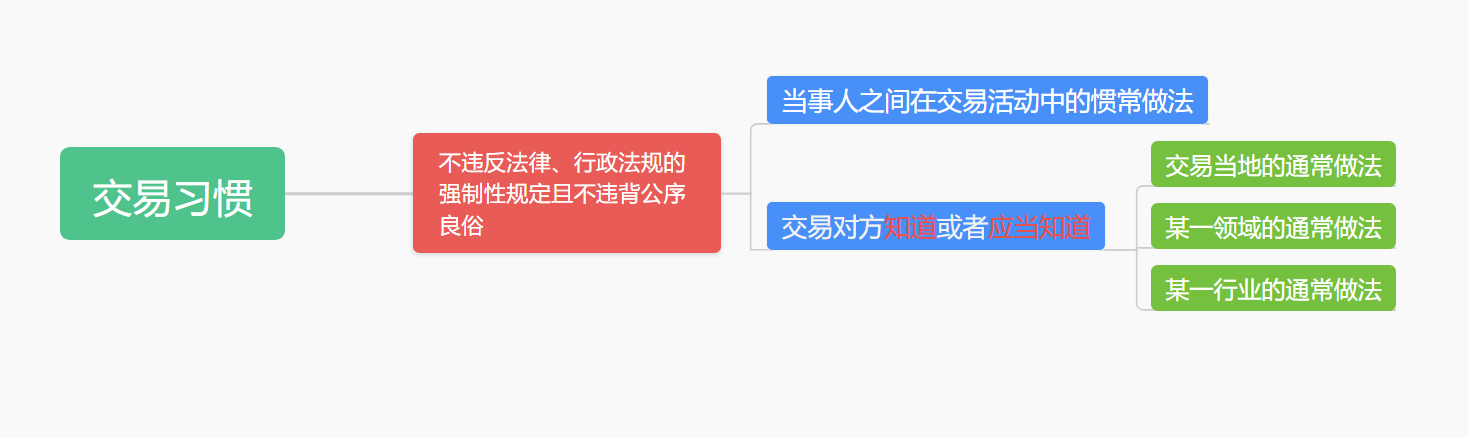 交易习惯
不违反法律、行政法规的
强制性规定且不违背公序
良俗
当事人之间在交易活动中的惯常做法
交易对方知道或者应当知道
交易当地的通常做法
某一领域的通常做法
某一行业的通常做法